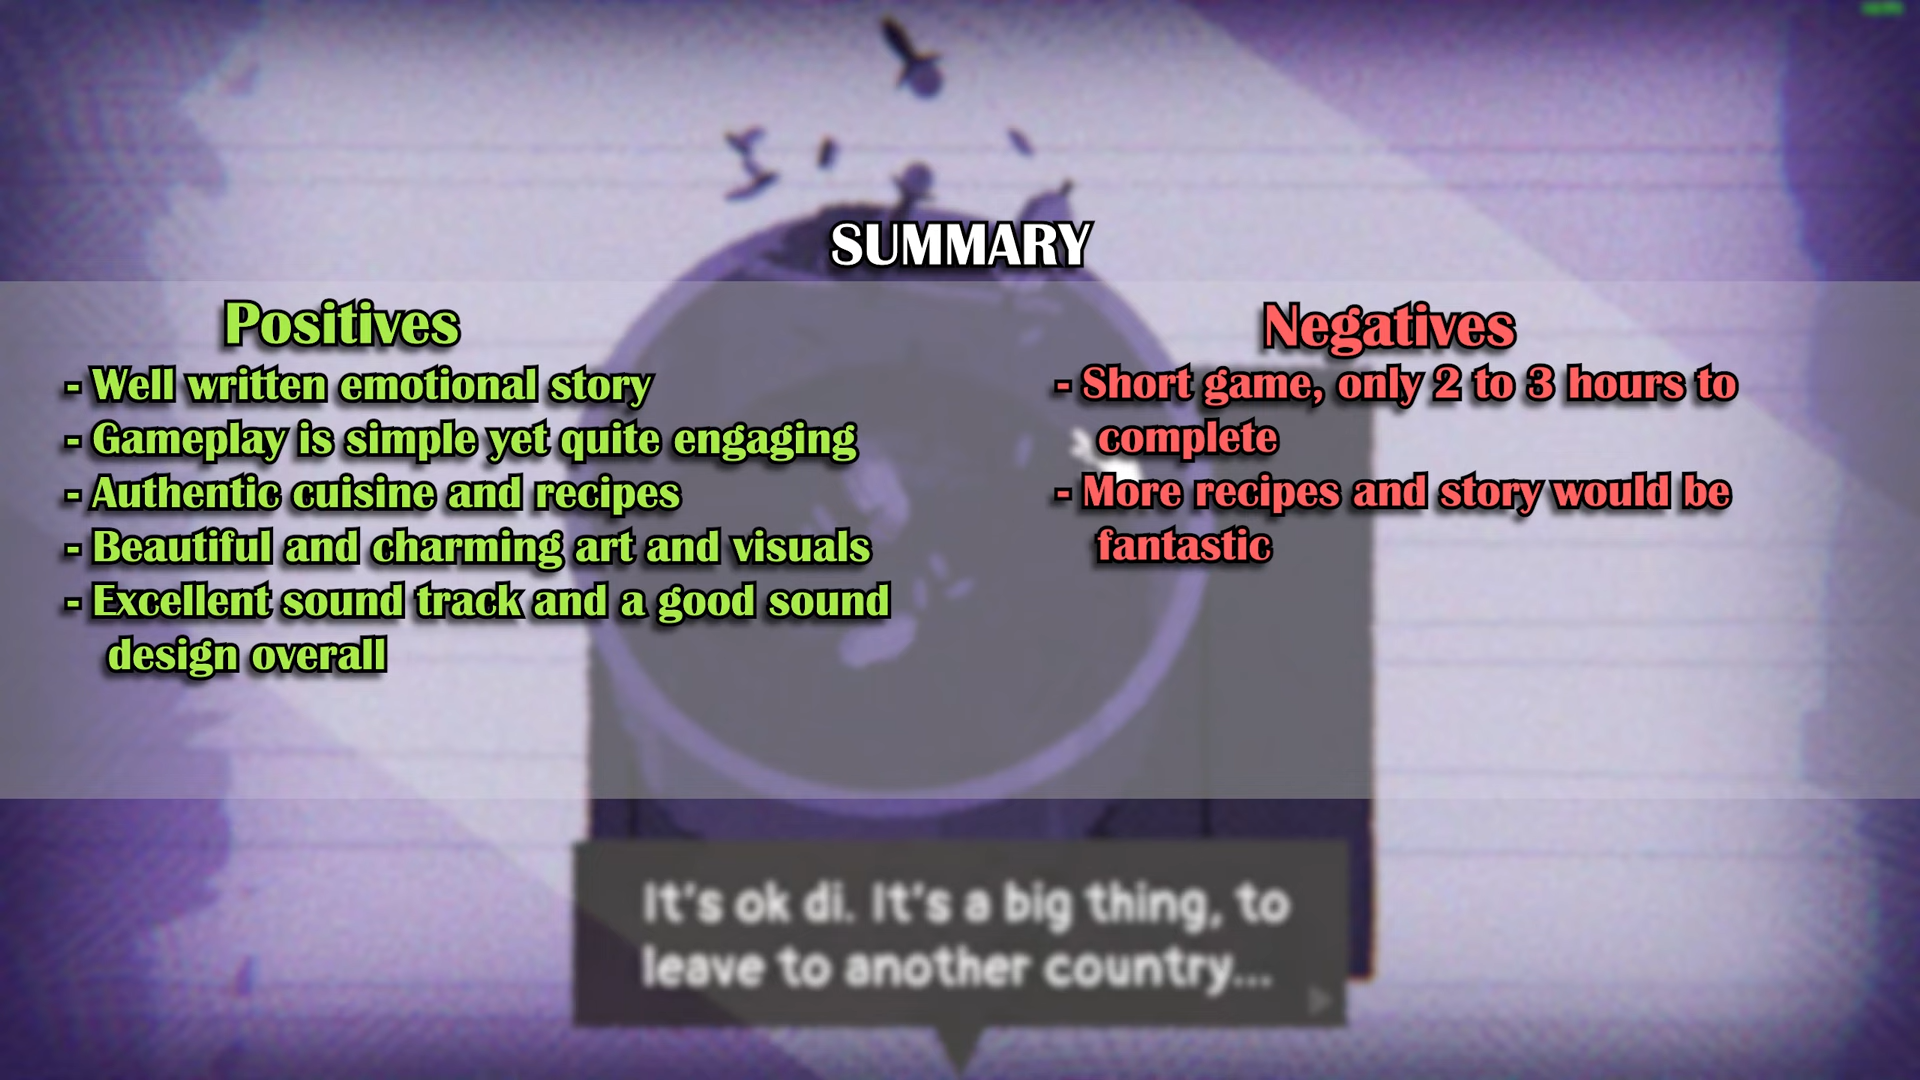 SUMMARY
Positives
- Well written emotional story
- Gameplay is simple yet quite engaging
- Authentic cuisine and recipes
- Beautiful and charming art and visuals
- Excellent sound track and a good sound
design overall
Negatives
- Short game, only 2 to 3 hours to
complete
- More recipes and story would be
fantastic
It's ok di. It's a big thing, to
leave to another country...